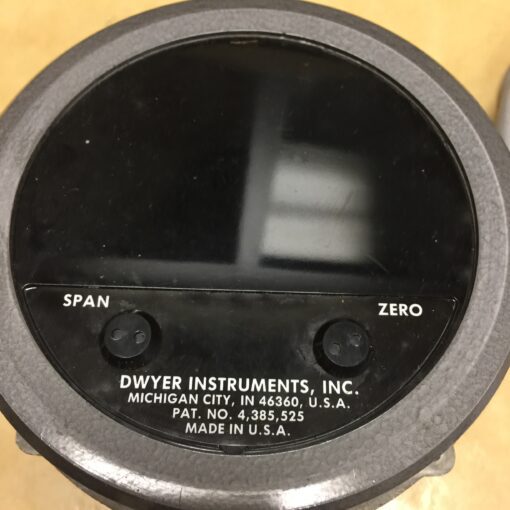 SPAN
ZERO
DWYER INSTRUMENTS, INC.
MICHIGAN CITY, IN 46360, U.S.A.
PAT. NO. 4,385,525
MADE IN U.S.A.